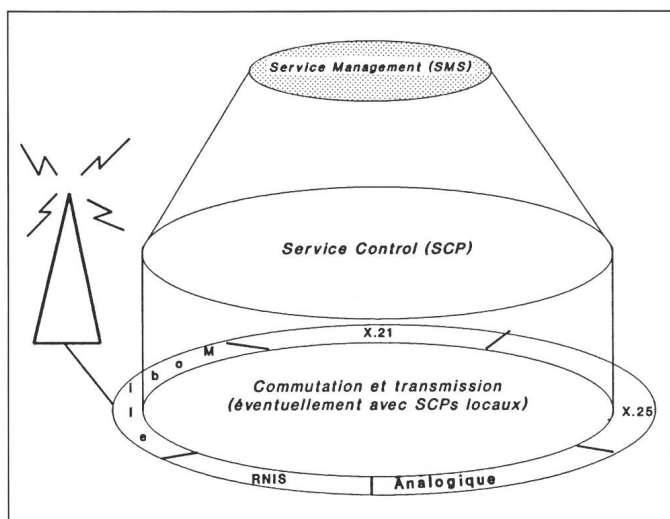 Service Management (SMS)
Service Control (SCP)
X.21
Mobile
Commutation et transmission
(éventuellement avec SCPs locaux)
X.25
RNIS
Analogique